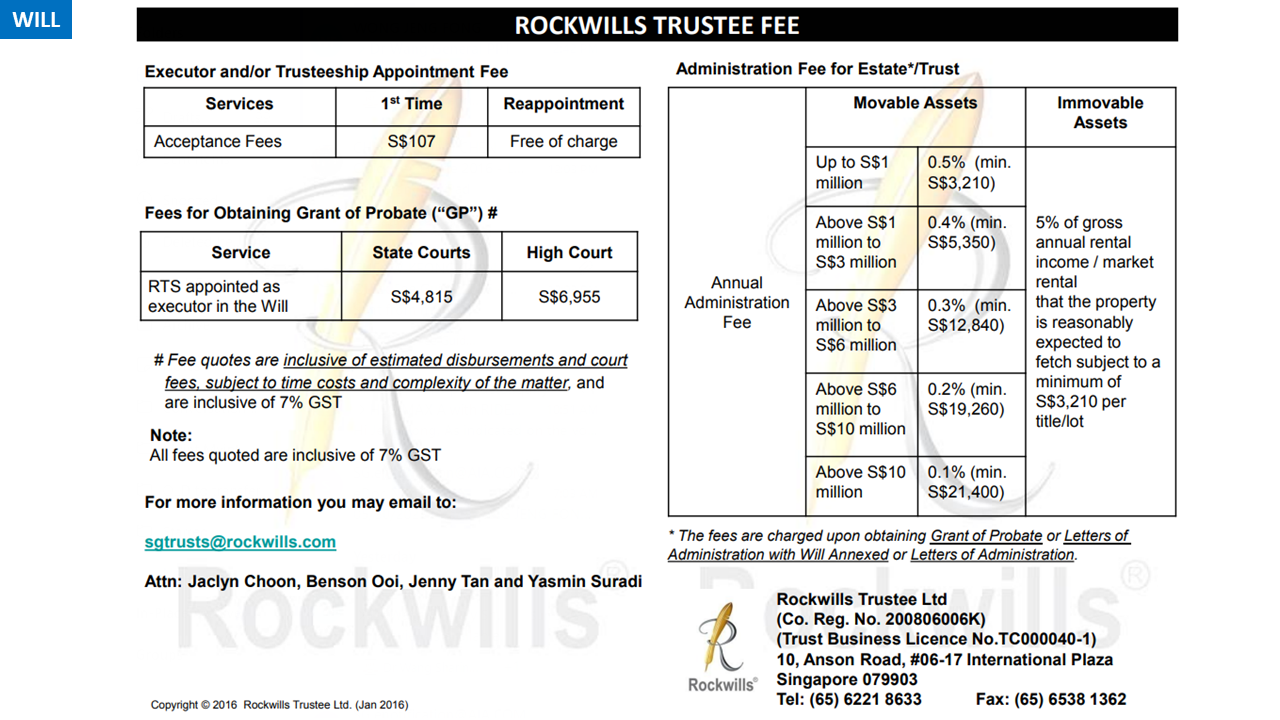 WILL
ROCKWILLS TRUSTEE FEE
Executor and/or Trusteeship Appointment Fee
Services
1st Time
Reappointment
Acceptance Fees
S$107
Free of charge
Fees for Obtaining Grant of Probate (“GP”) #
Service
State Courts
High Court
RTS appointed as
executor in the Will
S$4,815
S$6,955
# Fee quotes are inclusive of estimated disbursements and court
fees, subject to time costs and complexity of the matter, and
are inclusive of 7% GST
Note:
All fees quoted are inclusive of 7% GST
For more information you may email to:
sgtrusts@rockwills.com
Attn: Jaclyn Choon, Benson Ooi, Jenny Tan and Yasmin Suradi
Rockwills®
Copyright © 2016 Rockwills Trustee Ltd. (Jan 2016)
Administration Fee for Estate*/Trust
Movable Assets
Immovable
Assets
Annual
Administration
Fee
Up to S$1
million
0.5% (min.
S$3,210)
Above S$1
million to
S$3 million
0.4% (min.
S$5,350)
Above S$3
million to
S$6 million
0.3% (min.
S$12,840)
Above S$6
million to
S$10 million
0.2% (min.
S$19,260)
Above S$10
million
0.1% (min.
S$21,400)
5% of gross
annual rental
income / market
rental
that the property
is reasonably
expected to
fetch subject to a
minimum of
S$3,210 per
title/lot
* The fees are charged upon obtaining Grant of Probate or Letters of
Administration with Will Annexed or Letters of Administration.
Rockwills®
Rockwills®
Rockwills Trustee Ltd
(Co. Reg. No. 200806006K)
(Trust Business Licence No.TC000040-1)
10, Anson Road, #06-17 International Plaza
Singapore 079903
Tel: (65) 6221 8633 Fax: (65) 6538 1362